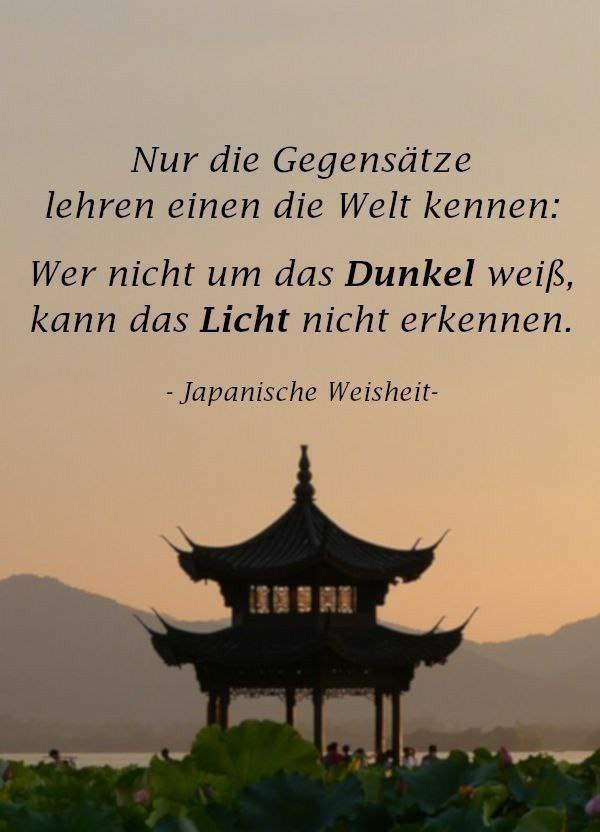 Nur die Gegensätze
lehren einen die Welt kennen:
Wer nicht um das Dunkel weiß,
kann das Licht nicht erkennen.
- Japanische Weisheit-